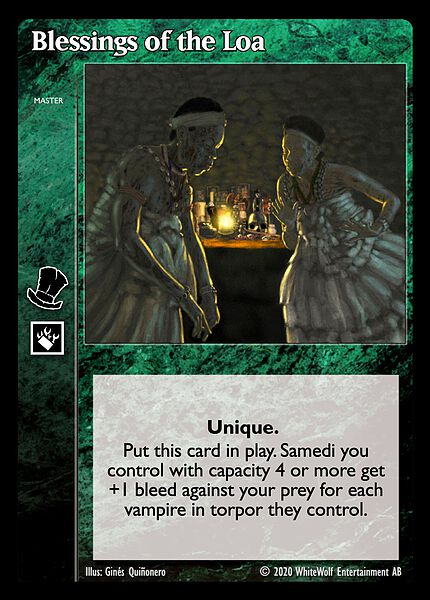 Blessings of the Loa
MASTER
Unique.
Put this card in play. Samedi you
control with capacity 4 or more get
+1 bleed against your prey for each
vampire in torpor they control.
Illus: Ginés Quiñonero
© 2020 WhiteWolf Entertainment AB